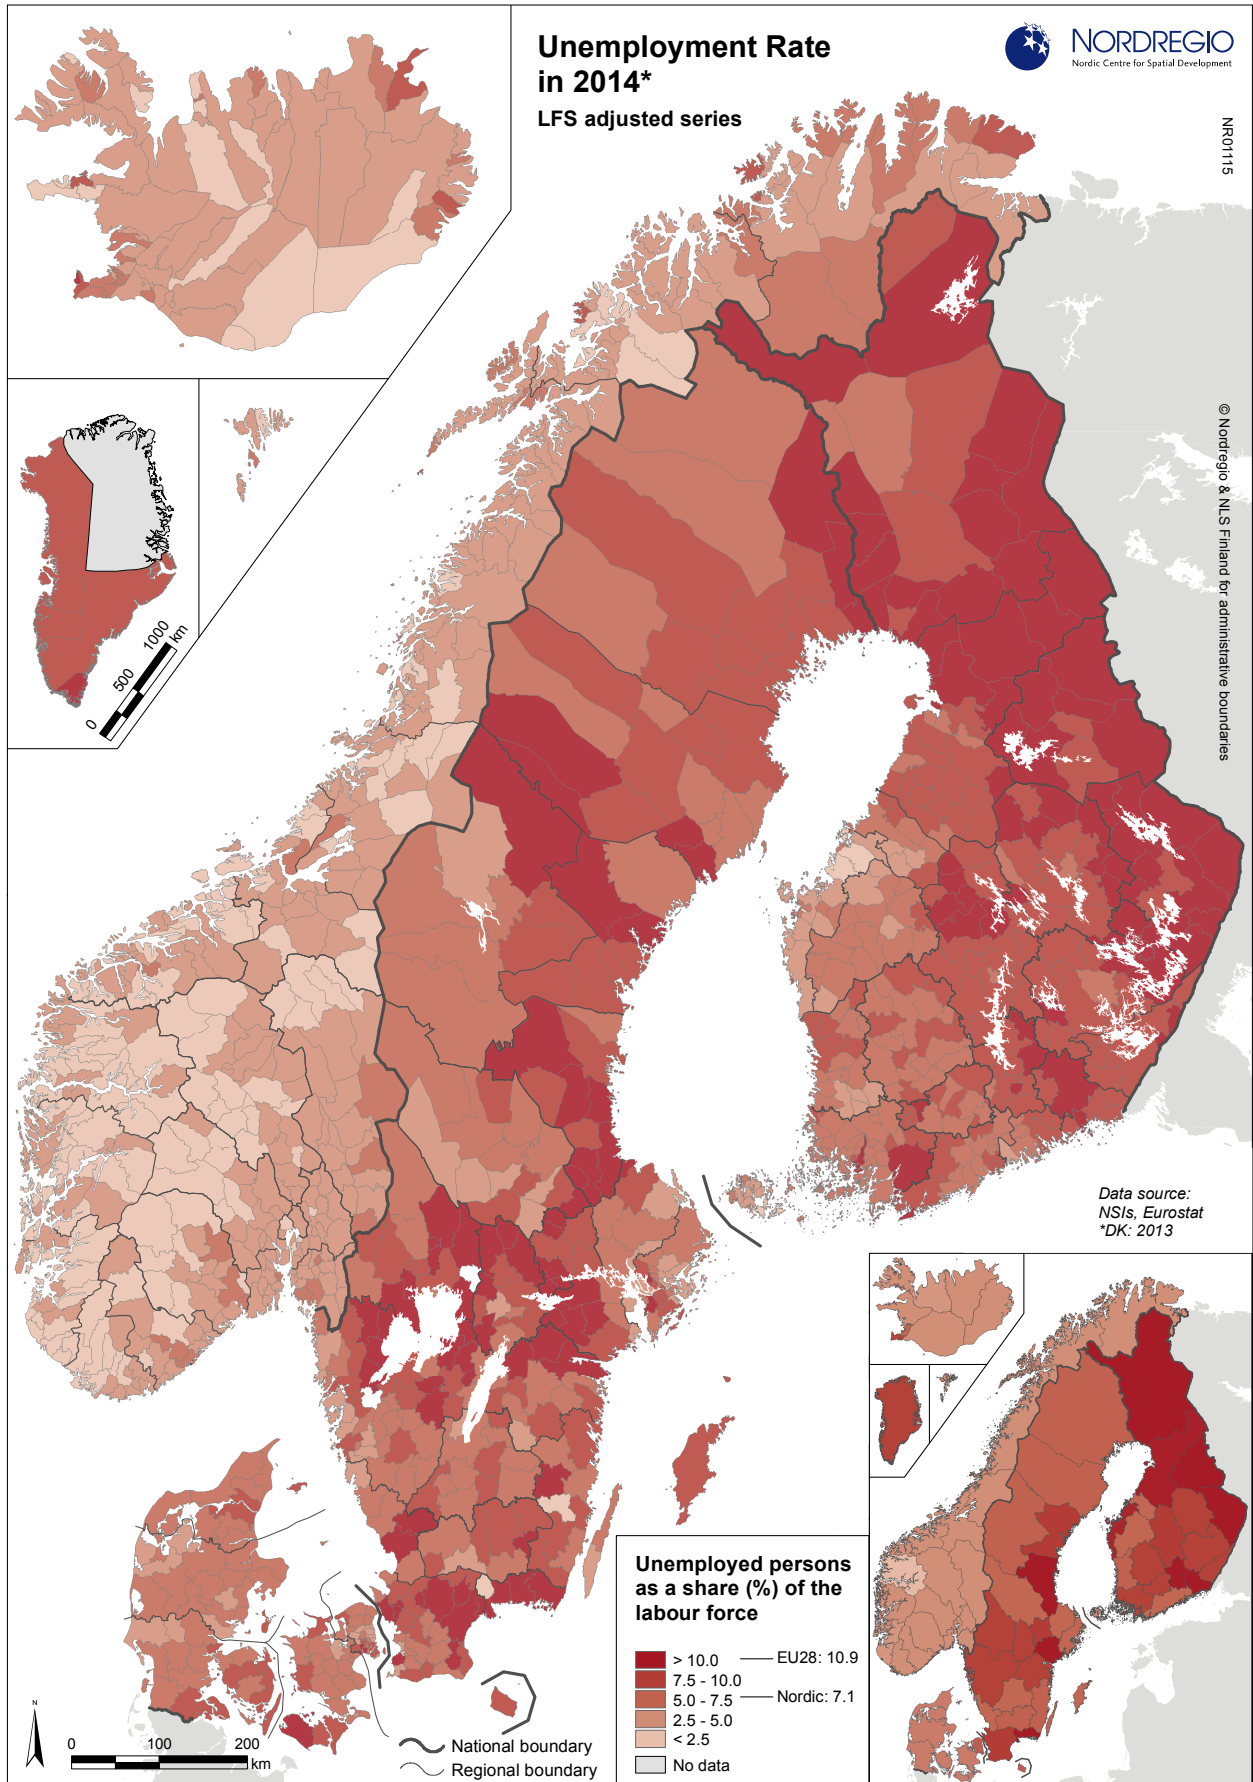 Unemployment Rate
in 2014*
LFS adjusted series
NORDREGIO
Nordic Centre for Spatial Development
NR01115
© Nordregio & NLS Finland for administrative boundaries
0 500 1000
km
Data source:
NSIs, Eurostat
*DK: 2013
Unemployed persons
as a share (%) of the
labour force
> 10.0 EU28: 10.9
7.5 - 10.0
5.0 - 7.5 Nordic: 7.1
2.5 - 5.0
< 2.5
No data
N
0 100 200
km
National boundary
Regional boundary